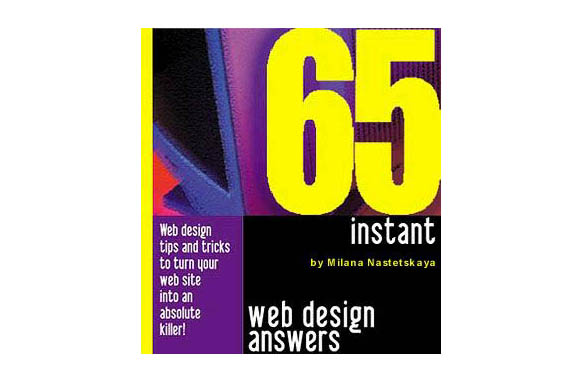 65
instant
by Milana Nastetskaya
Web design
tips and tricks
to turn your
web site
into an
absolute
killer!
web design
answers